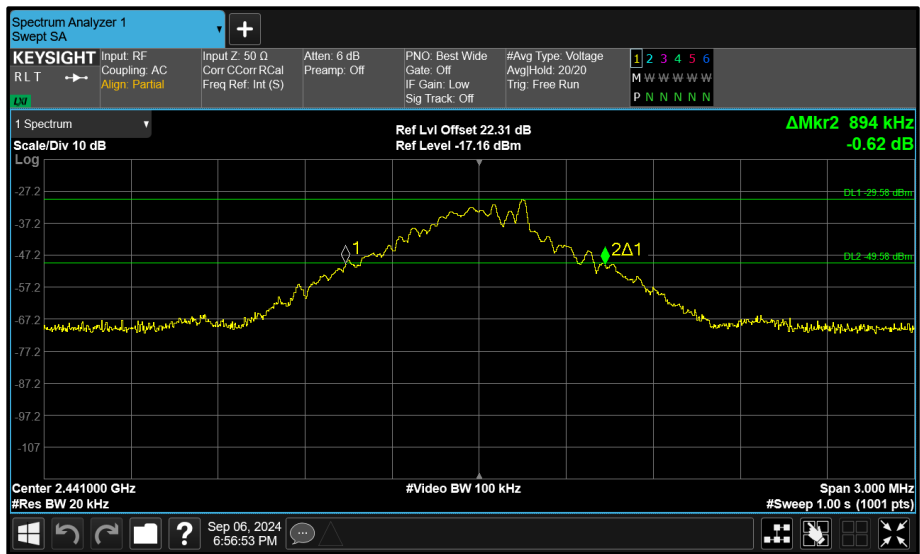 Spectrum Analyzer 1
Swept SA
KEYSIGHT
R L T
LXI
Input: RF
Coupling: AC
Align: Partial
Input Z: 50 Ω
Corr CCorr RCal
Freq Ref: Int (S)
Atten: 6 dB
Preamp: Off
PNO: Best Wide
Gate: Off
IF Gain: Low
Sig Track: Off
#Avg Type: Voltage
Avg|Hold: 20/20
Trig: Free Run
1 2 3 4 5 6
M W W W W W
P N N N N N
1 Spectrum
Scale/Div 10 dB
Log
Ref Lvl Offset 22.31 dB
Ref Level -17.16 dBm
ΔMkr2 894 kHz
-0.62 dB
-27.2
DL1 -29.58 dBm
-37.2
1
2Δ1
-47.2
DL2 -49.58 dBm
-57.2
-67.2
-77.2
-87.2
-97.2
-107
Center 2.441000 GHz
#Res BW 20 kHz
#Video BW 100 kHz
Span 3.000 MHz
#Sweep 1.00 s (1001 pts)
?
Sep 06, 2024
6:56:53 PM